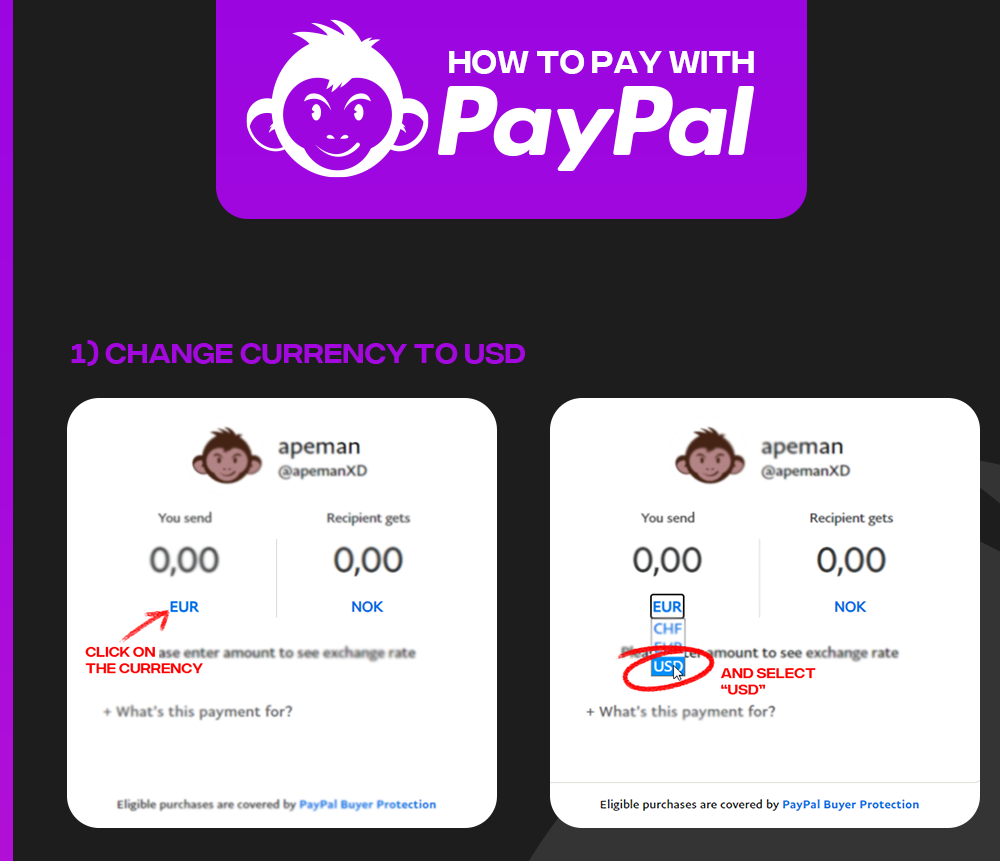 HOW TO PAY WITH
PayPal
1) CHANGE CURRENCY TO USD
apeman
@apemanXD
You send
Recipient gets
0,00
0,00
EUR
NOK
CLICK ON
THE CURRENCY
ase enter amount to see exchange rate
+ What's this payment for?
Eligible purchases are covered by PayPal Buyer Protection
apeman
@apemanXD
You send
Recipient gets
0,00
0,00
EUR
NOK
CHF
EUR
amount to see exchange rate
USD
AND SELECT
“USD”
+ What's this payment for?
Eligible purchases are covered by PayPal Buyer Protection